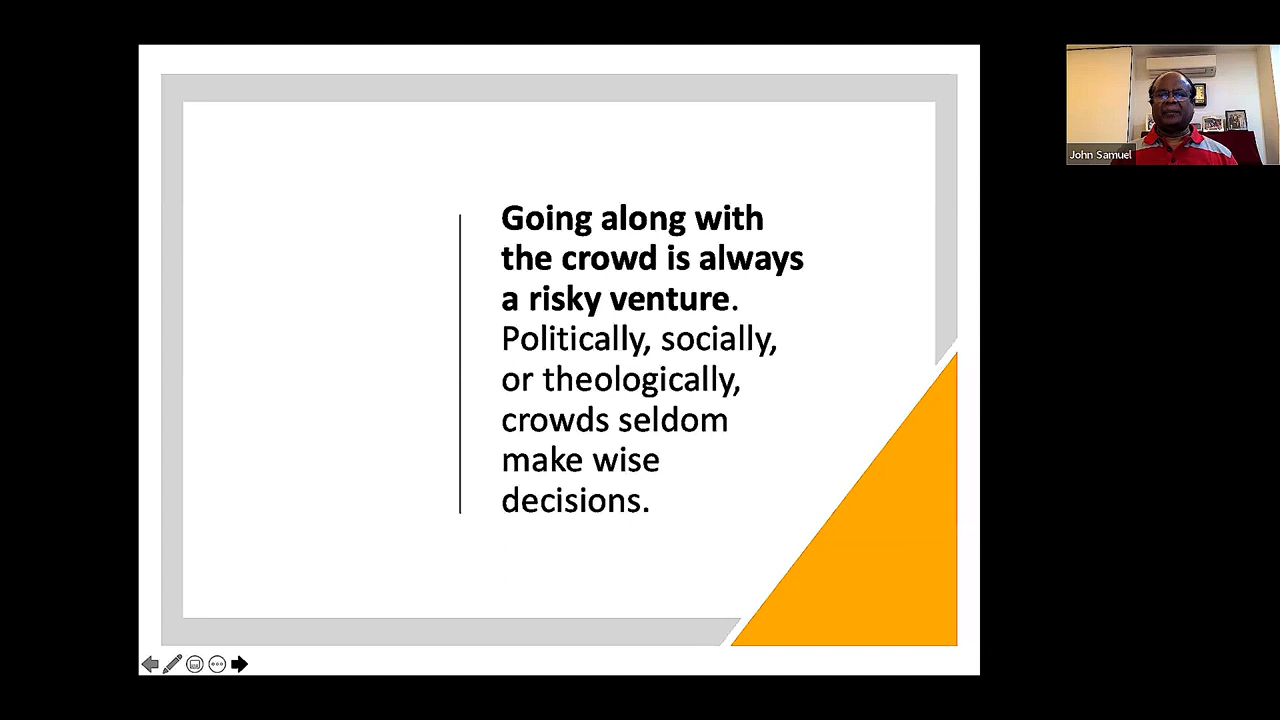 Going along with
the crowd is always
a risky venture.
Politically, socially,
or theologically,
crowds seldom
make wise
decisions.
John Samuel